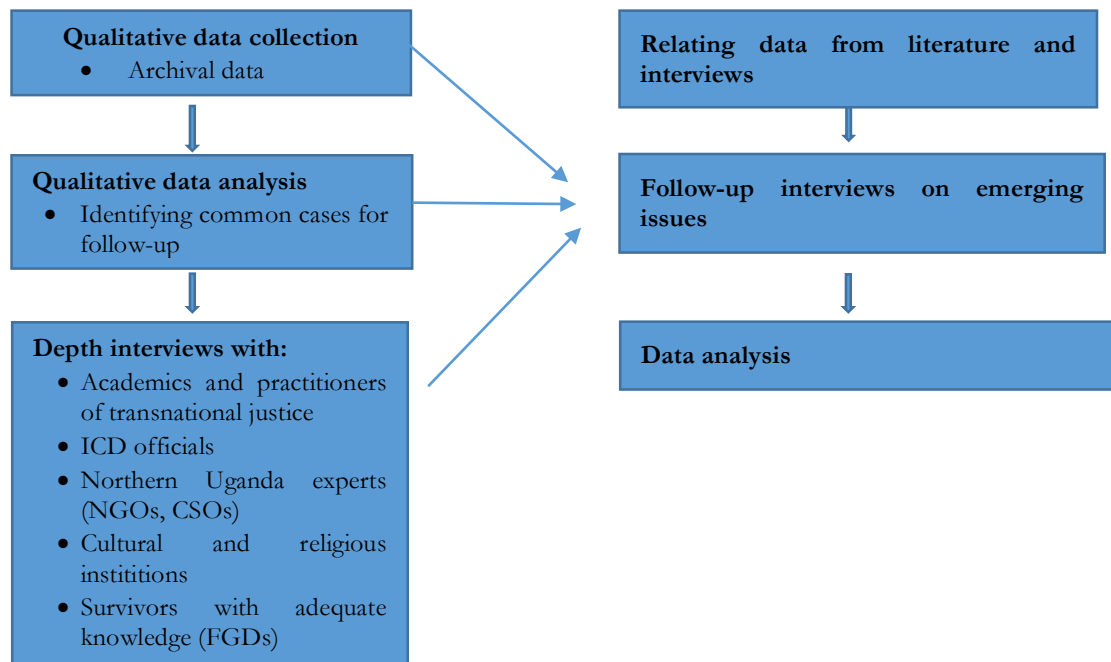 Qualitative data collection
• Archival data
Qualitative data analysis
• Identifying common cases for
follow-up
Depth interviews with:
• Academics and practitioners
of transnational justice
• ICD officials
• Northern Uganda experts
(NGOs, CSOs)
• Cultural and religious
instititions
• Survivors with adequate
knowledge (FGDs)
Relating data from literature and
interviews
Follow-up interviews on emerging
issues
Data analysis